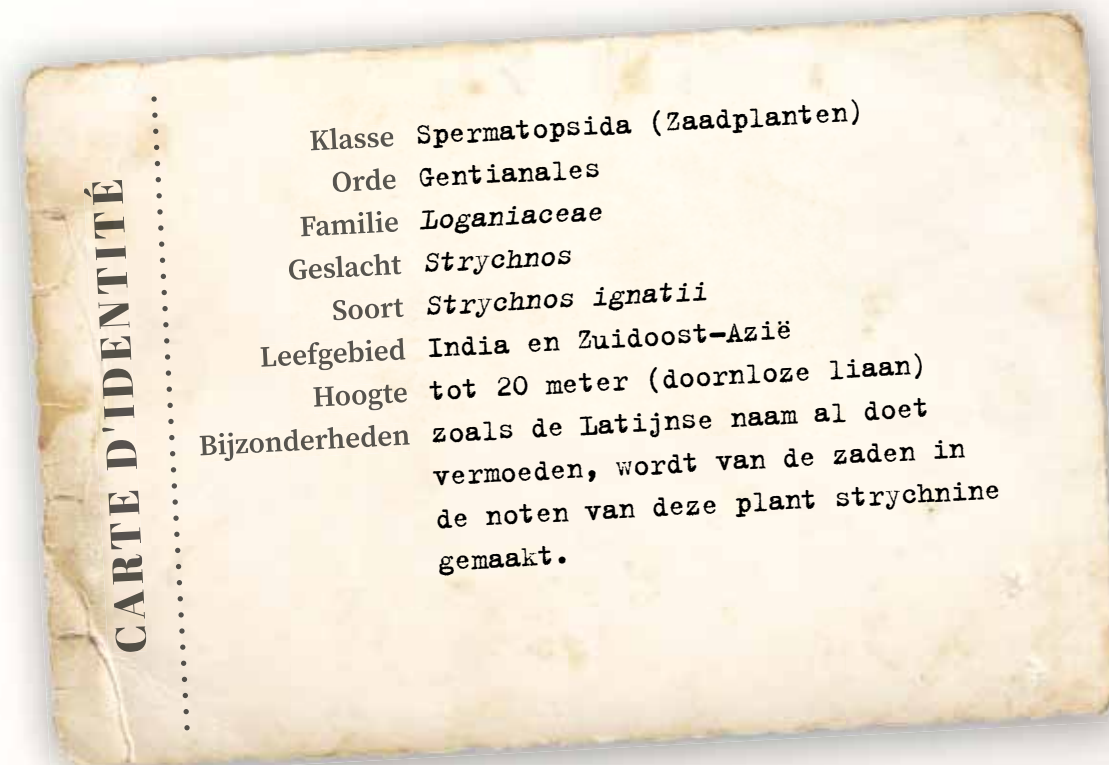 CARTE D'IDENTITÉ
Klasse Spermatopsida (Zaadplanten)
Orde Gentianales
Familie Loganiaceae
Geslacht Strychnos
Soort Strychnos ignatii
Leefgebied India en Zuidoost-Azië
Hoogte tot 20 meter (doornloze liaan)
Bijzonderheden zoals de Latijnse naam al doet
vermoeden, wordt van de zaden in
de noten van deze plant strychnine
gemaakt.